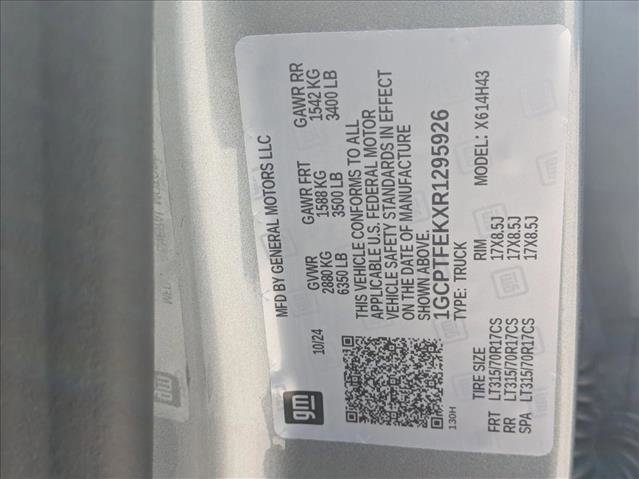 MFD BY GENERAL MOTORS LLC
10/24
GVWR
2880 KG
6350 LB
GAWR FRT
1588 KG
3500 LB
GAWR RR
1542 KG
3400 LB
THIS VEHICLE CONFORMS TO ALL
APPLICABLE U.S. FEDERAL MOTOR
VEHICLE SAFETY STANDARDS IN EFFECT
ON THE DATE OF MANUFACTURE
SHOWN ABOVE.
1GCPTFEKXR1295926
TYPE: TRUCK
MODEL: X614H43
gm
130H
TIRE SIZE RIM
FRT LT315/70R17CS 17X8.5J
RR LT315/70R17CS 17X8.5J
SPA LT315/70R17CS 17X8.5J